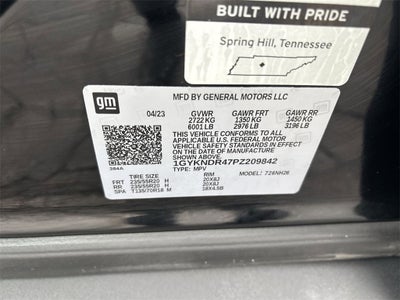 BUILT WITH PRIDE
Spring Hill, Tennessee
gm
MFD BY GENERAL MOTORS LLC
04/23 GVWR GAWR FRT GAWR RR
2722 KG 1350 KG 1450 KG
6001 LB 2976 LB 3196 LB
THIS VEHICLE CONFORMS TO ALL
APPLICABLE U.S. FEDERAL MOTOR
VEHICLE SAFETY STANDARDS IN EFFECT
ON THE DATE OF MANUFACTURE SHOWN ABOVE.
1GYKNDR47PZ209842
384A TYPE: MPV MODEL: 726NH26
TIRE SIZE RIM
FRT 235/55R20 H 20X8J
RR 235/55R20 H 20X8J
SPA T135/70R18 M 18X4.5B